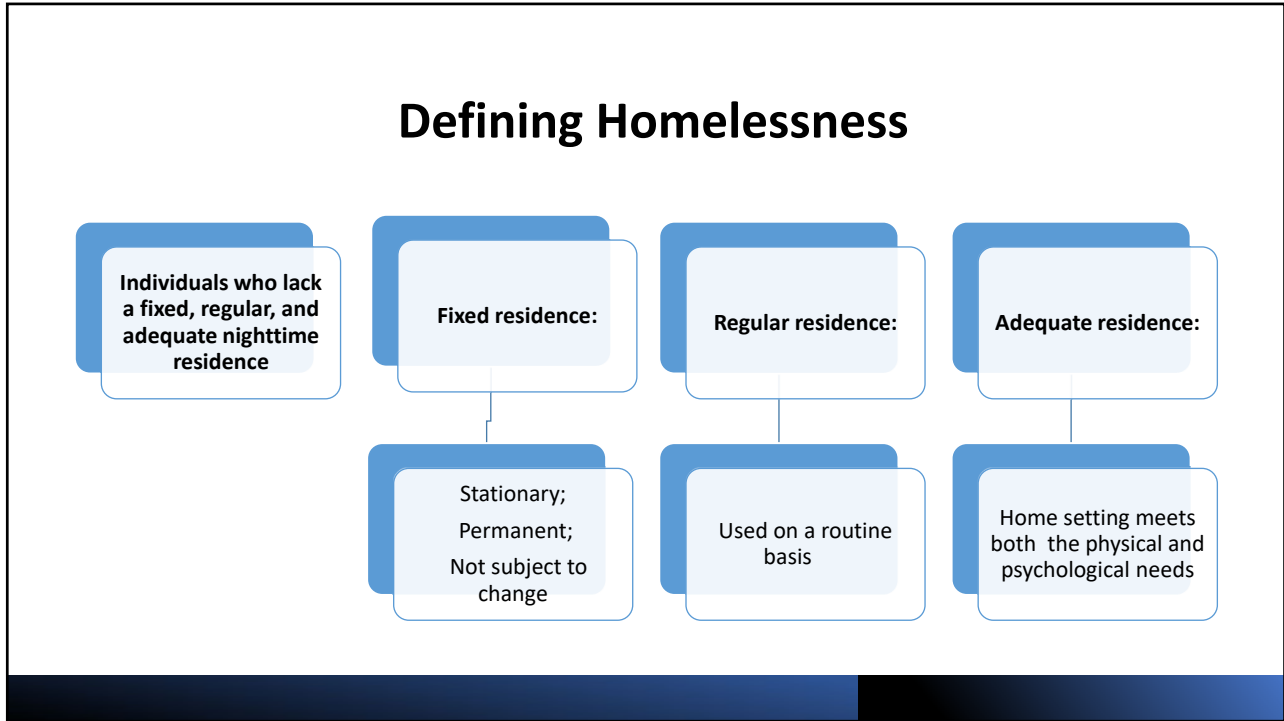 Defining Homelessness
Individuals who lack
a fixed, regular, and
adequate nighttime
residence
Fixed residence:
Stationary;
Permanent;
Not subject to
change
Regular residence:
Used on a routine
basis
Adequate residence:
Home setting meets
both  the physical and
psychological needs